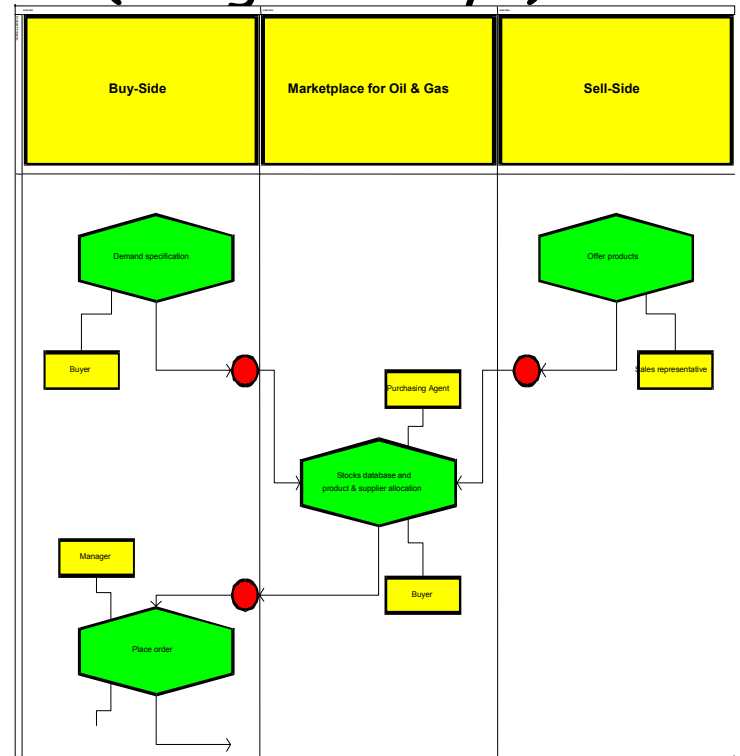 Buy-Side
Marketplace for Oil & Gas
Sell-Side
Demand specification
Offer products
Buyer
Purchasing Agent
Sales representative
Stocks database and
product & supplier allocation
Manager
Buyer
Place order